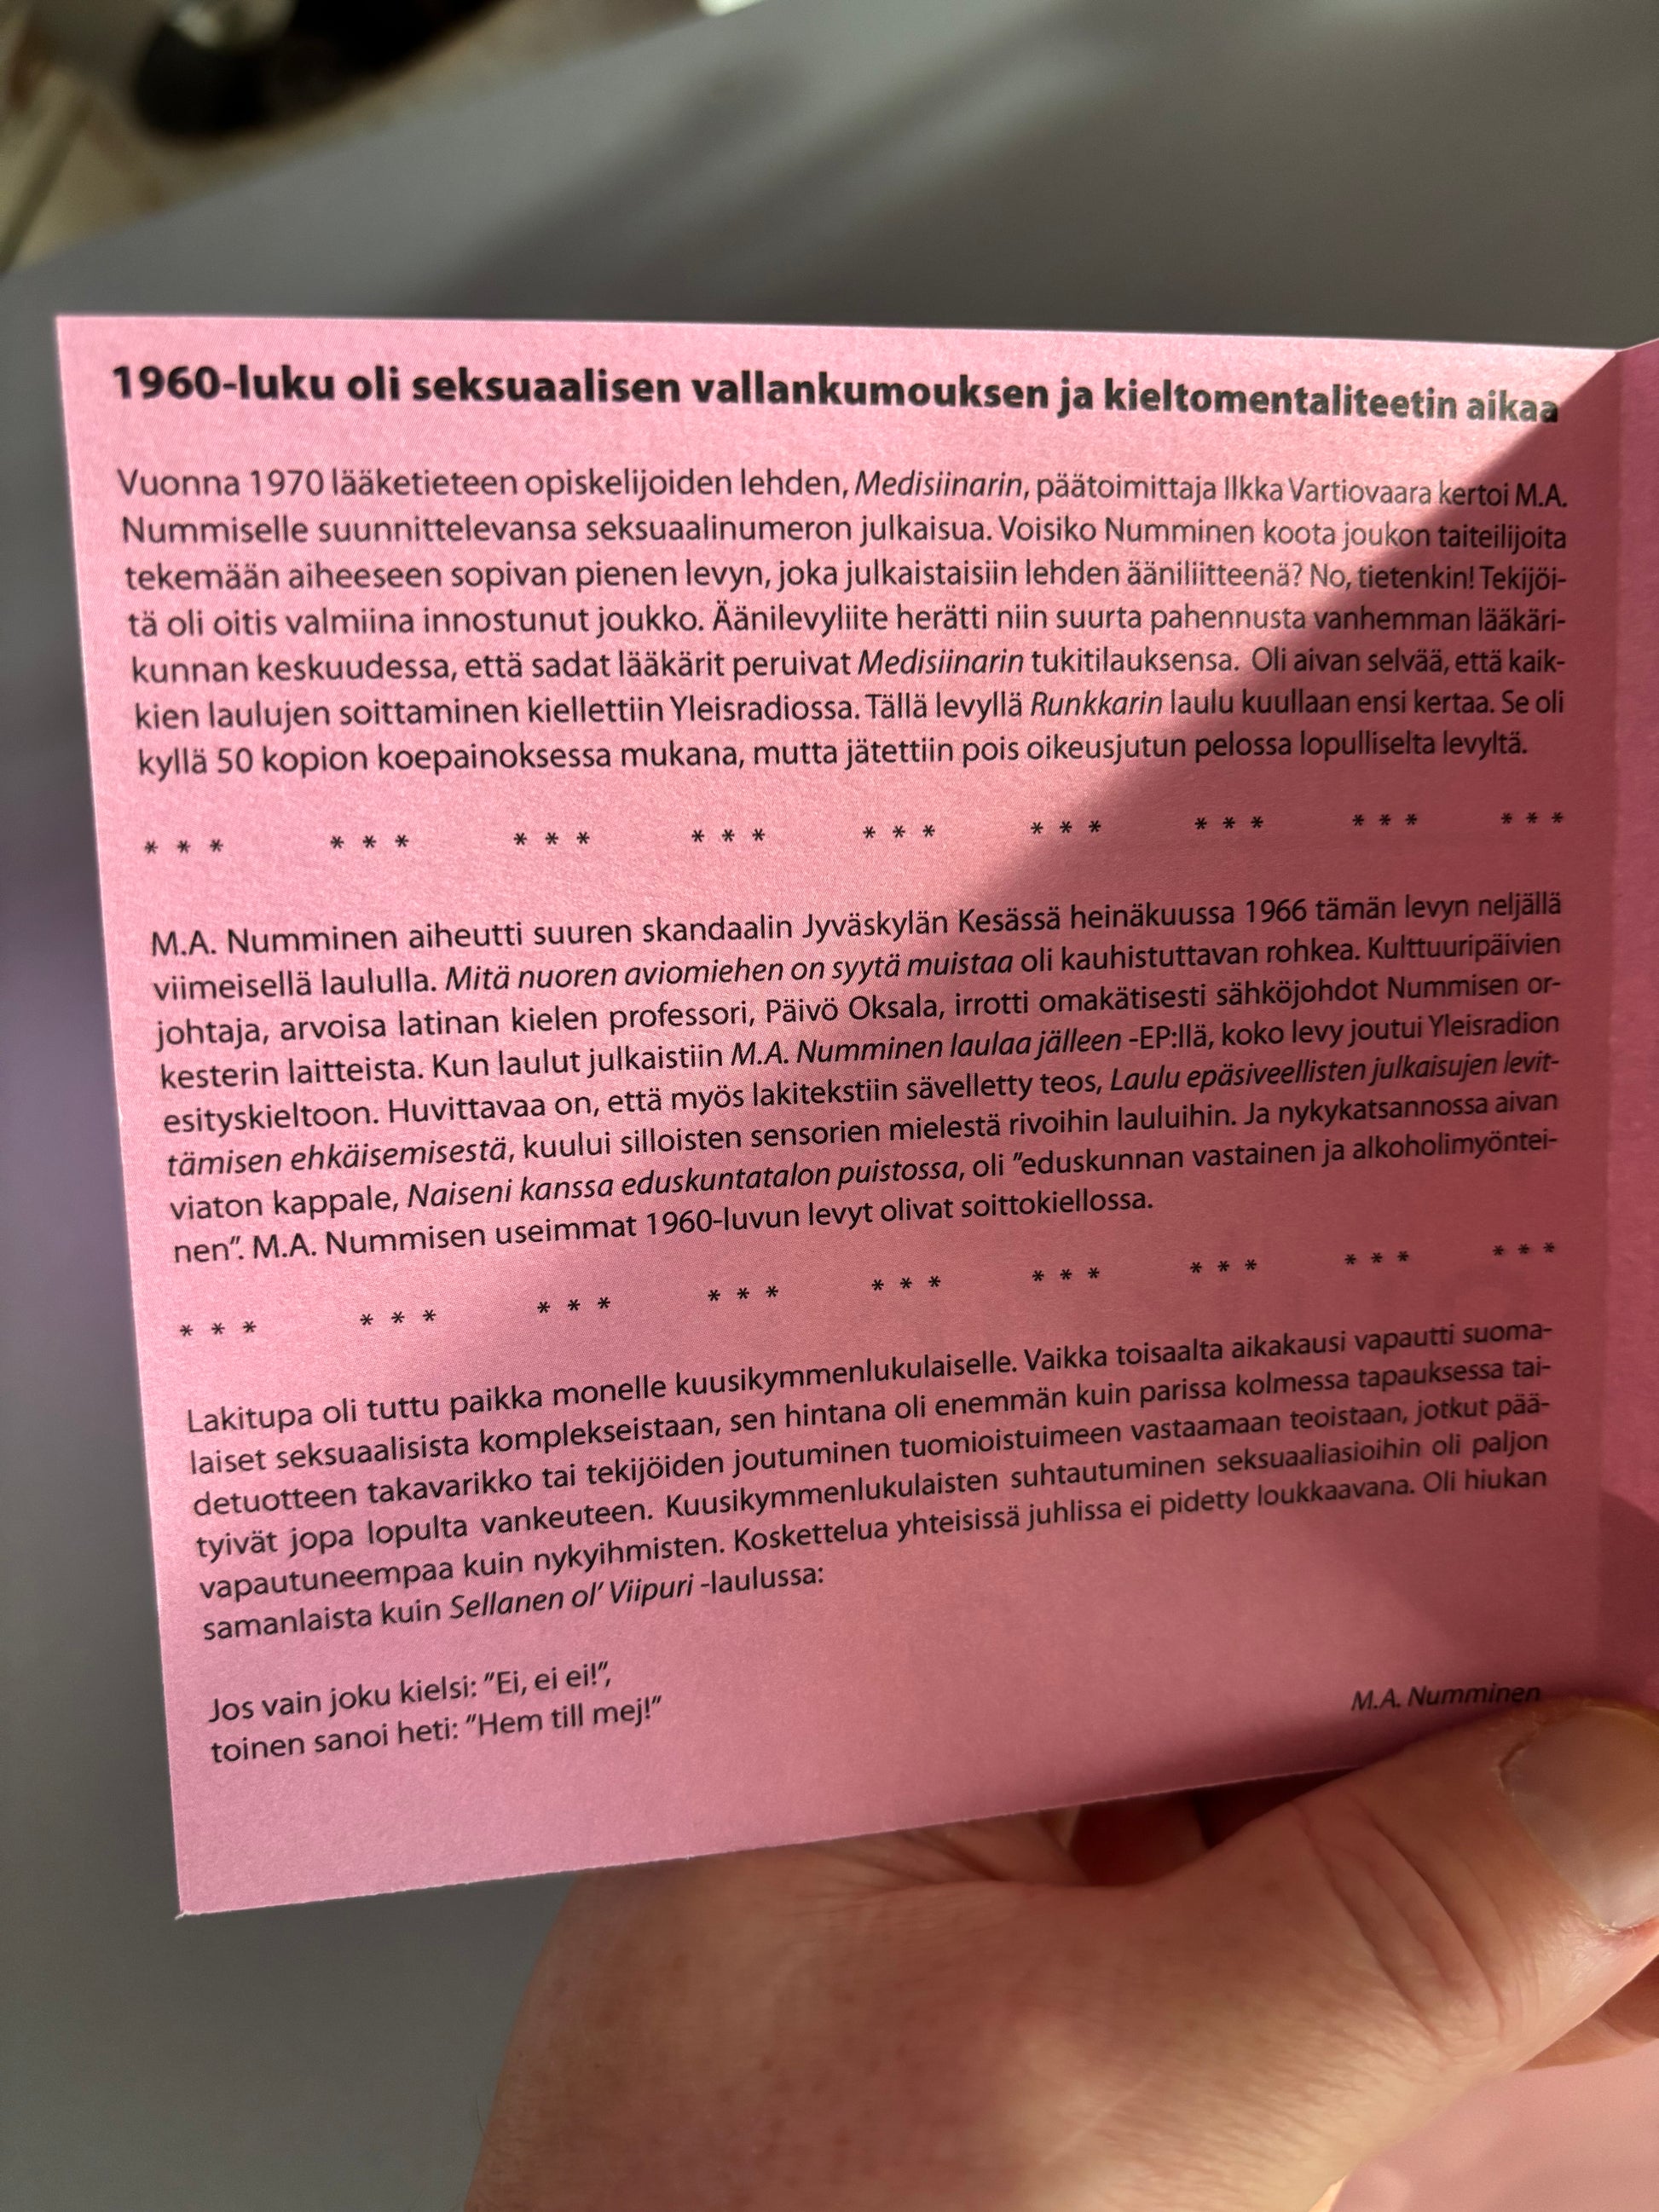 1960-luku oli seksuaalisen vallankumouksen ja kieltomentaliteetin aikaa
Vuonna 1970 lääketieteen opiskelijoiden lehden, Medisiinarin, päätoimittaja Ilkka Vartiovaara kertoi M.A.
Nummiselle suunnittelevansa seksuaalinumeron julkaisua. Voisiko Numminen koota joukon taiteilijoita
tekemään aiheeseen sopivan pienen levyn, joka julkaistaisiin lehden ääniliitteenä? No, tietenkin! Tekijöi-
tä oli oitis valmiina innostunut joukko. Äänilevyliite herätti niin suurta pahennusta vanhemman lääkäri-
kunnan keskuudessa, että sadat lääkärit peruivat Medisiinarin tukitilauksensa. Oli aivan selvää, että kaik-
kien laulujen soittaminen kiellettiin Yleisradiossa. Tällä levyllä Runkkarin laulu kuullaan ensi kertaa. Se oli
kyllä 50 kopion koepainoksessa mukana, mutta jätettiin pois oikeusjutun pelossa lopulliselta levyltä.
* * * * * * * * * * * * * * * * * * * * * * * * * * *
M.A. Numminen aiheutti suuren skandaalin Jyväskylän Kesässä heinäkuussa 1966 tämän levyn neljällä
viimeisellä laululla. Mitä nuoren aviomiehen on syytä muistaa oli kauhistuttavan rohkea. Kulttuuripäivien
johtaja, arvoisa latinan kielen professori, Päivö Oksala, irrotti omakätisesti sähköjohdot Nummisen or-
kesterin laitteista. Kun laulut julkaistiin M.A. Numminen laulaa jälleen -EP:llä, koko levy joutui Yleisradion
esityskieltoon. Huvittavaa on, että myös lakitekstiin sävelletty teos, Laulu epäsiveellisten julkaisujen levit-
tämisen ehkäisemisestä, kuului silloisten sensorien mielestä rivoihin lauluihin. Ja nykykatsannossa aivan
viaton kappale, Naiseni kanssa eduskuntatalon puistossa, oli ”eduskunnan vastainen ja alkoholimyöntei-
nen”. M.A. Nummisen useimmat 1960-luvun levyt olivat soittokiellossa.
* * * * * * * * * * * * * * * * * * * * * * * * * * *
Lakitupa oli tuttu paikka monelle kuusikymmenlukulaiselle. Vaikka toisaalta aikakausi vapautti suoma-
laiset seksuaalisista komplekseistaan, sen hintana oli enemmän kuin parissa kolmessa tapauksessa tai-
detuotteen takavarikko tai tekijöiden joutuminen tuomioistuimeen vastaamaan teoistaan, jotkut pää-
tyivät jopa lopulta vankeuteen. Kuusikymmenlukulaisten suhtautuminen seksuaaliasioihin oli paljon
vapautuneempaa kuin nykyihmisten. Koskettelua yhteisissä juhlissa ei pidetty loukkaavana. Oli hiukan
samanlaista kuin Sellanen ol’ Viipuri -laulussa:
Jos vain joku kielsi: ”Ei, ei ei!”,
toinen sanoi heti: ”Hem till mej!”
M.A. Numminen